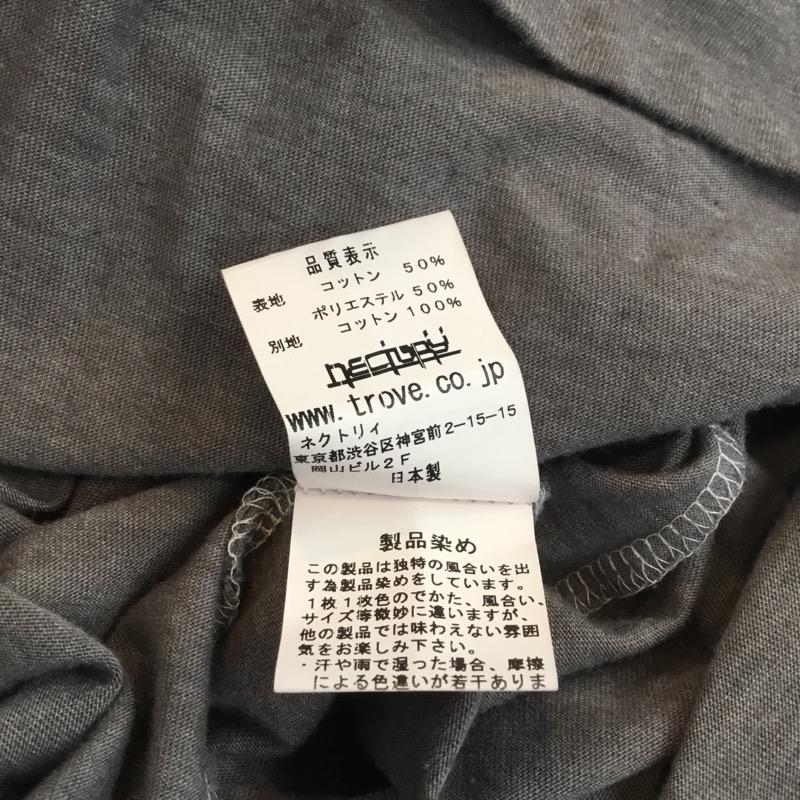 品質表示
コットン 50%
表地
ポリエステル 50%
コットン 100%
別地
www.trove.co.jp
ネクトリィ
東京都渋谷区神宮前2-15-15
岡山ビル2F
日本製
製品染め
この製品は独特の風合いを出
す為製品染めをしています。
1枚1枚色のでかた、風合い、
サイズ等微妙に違いますが、
他の製品では味わえない雰囲
気をお楽しみ下さい。
・汗や雨で湿った場合、摩擦
による色違いが若干ありま